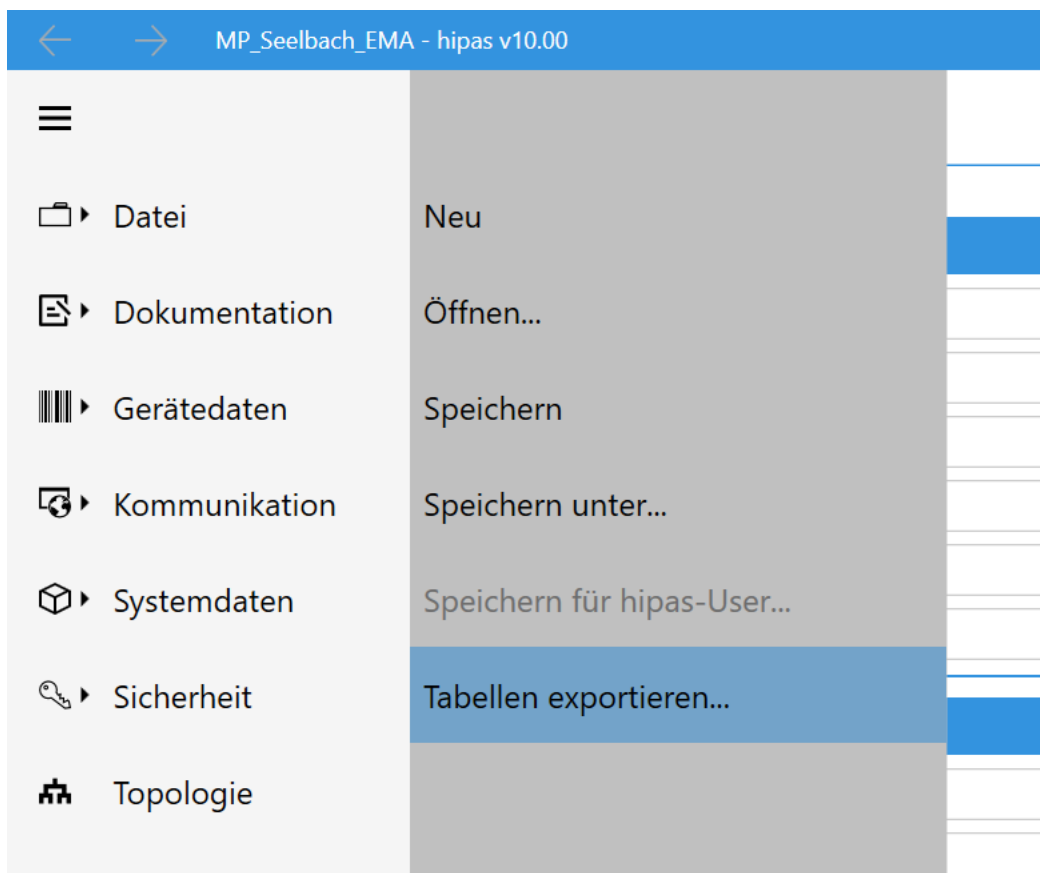 MP_Seelbach_EMA - hipas v10.00
Datei
Neu
Dokumentation
Öffnen...
Gerätedaten
Speichern
Kommunikation
Speichern unter...
Systemdaten
Speichern für hipas-User...
Sicherheit
Tabellen exportieren...
Topologie